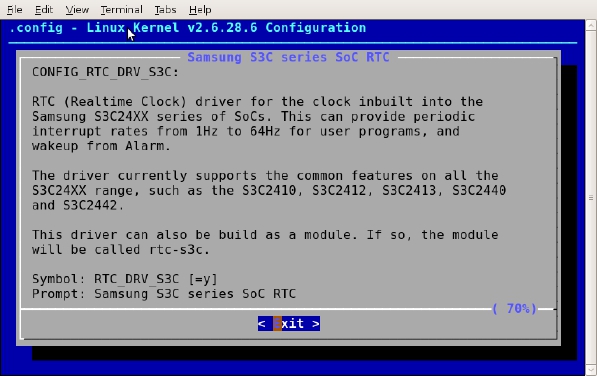 File Edit View Terminal Tabs Help
.config - Linux Kernel v2.6.28.6 Configuration
Samsung S3C series SoC RTC
CONFIG_RTC_DRV_S3C:
RTC (Realtime Clock) driver for the clock inbuilt into the
Samsung S3C24XX series of SoCs. This can provide periodic
interrupt rates from 1Hz to 64Hz for user programs, and
wakeup from Alarm.
The driver currently supports the common features on all the
S3C24XX range, such as the S3C2410, S3C2412, S3C2413, S3C2440
and S3C2442.
This driver can also be build as a module. If so, the module
will be called rtc-s3c.
Symbol: RTC_DRV_S3C [=y]
Prompt: Samsung S3C series SoC RTC
( 70%)
< Exit >